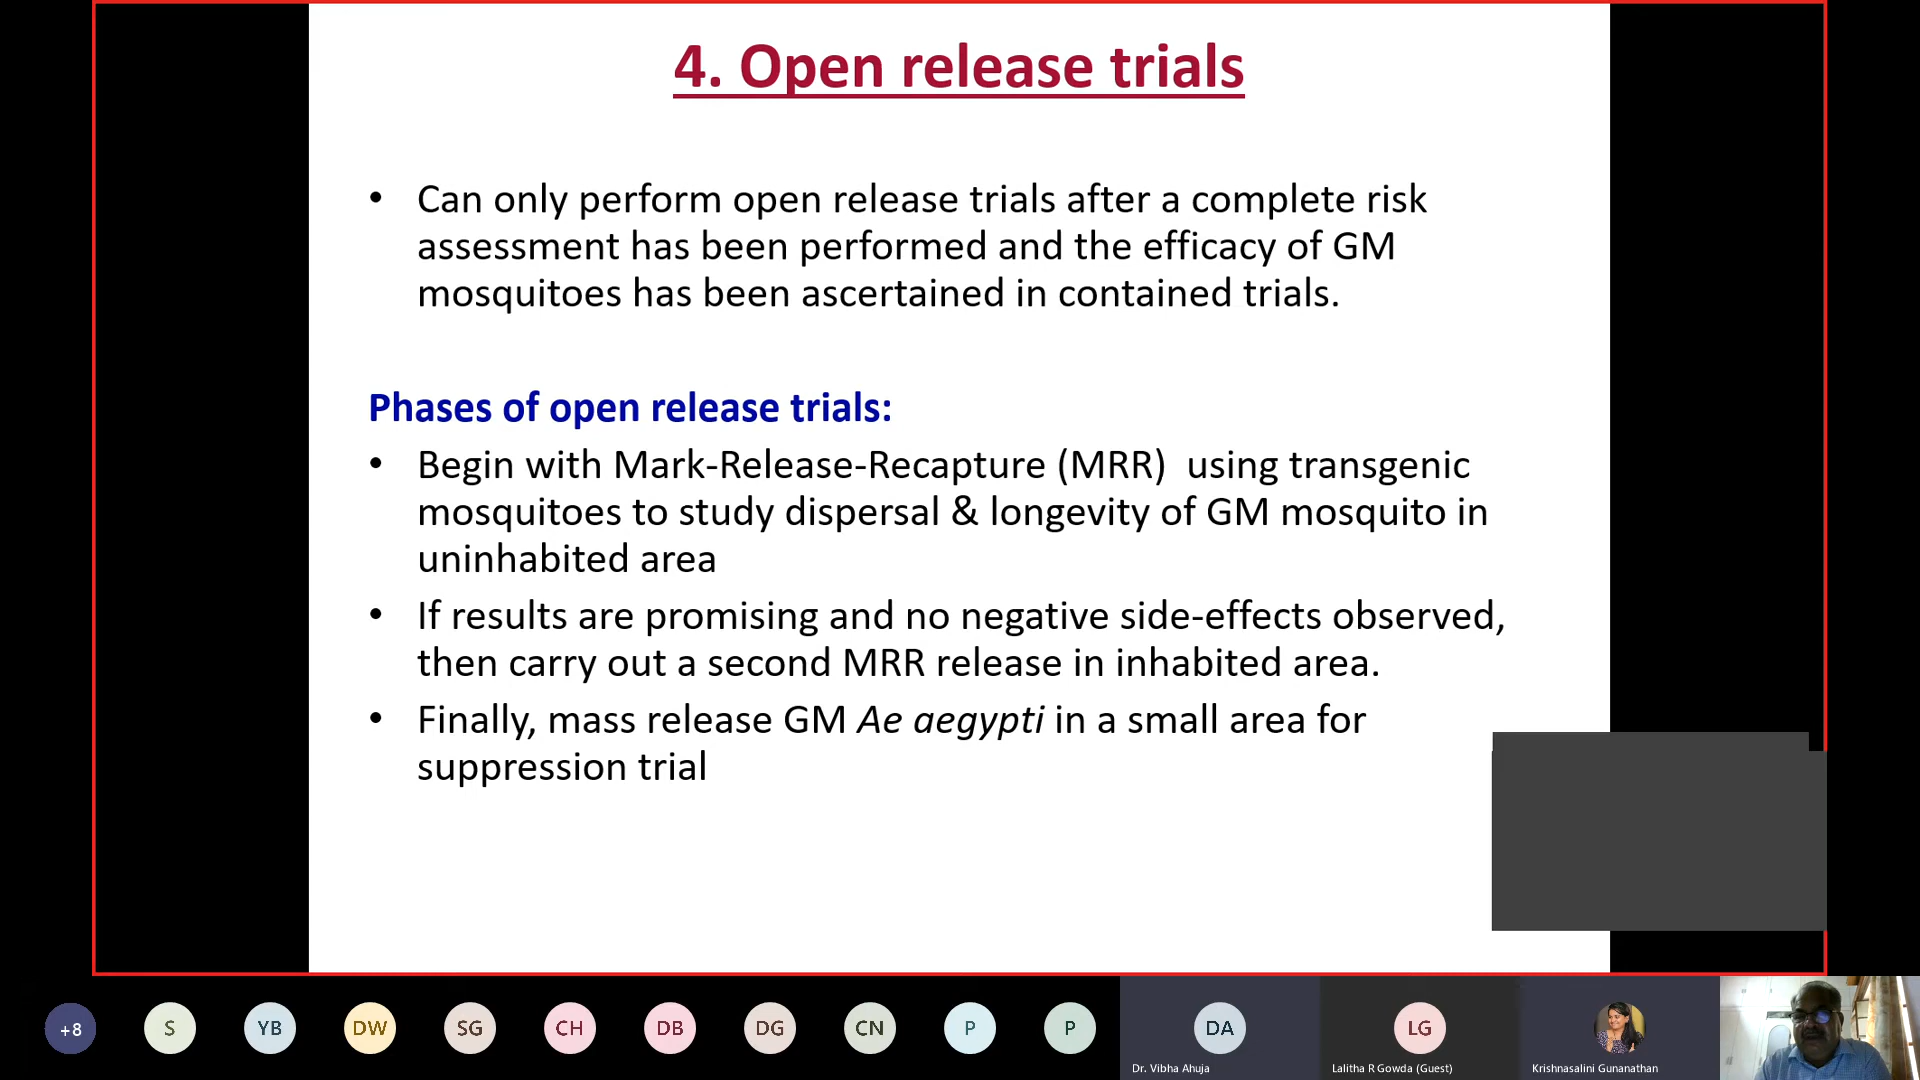 4. Open release trials
• Can only perform open release trials after a complete risk
assessment has been performed and the efficacy of GM
mosquitoes has been ascertained in contained trials.
Phases of open release trials:
• Begin with Mark-Release-Recapture (MRR) using transgenic
mosquitoes to study dispersal & longevity of GM mosquito in
uninhabited area
• If results are promising and no negative side-effects observed,
then carry out a second MRR release in inhabited area.
• Finally, mass release GM Ae aegypti in a small area for
suppression trial
+8 S YB DW SG CH DB DG CN P P DA LG
Dr. Vibha Ahuja Lalitha R Gowda (Guest) Krishnasalini Gunanathan